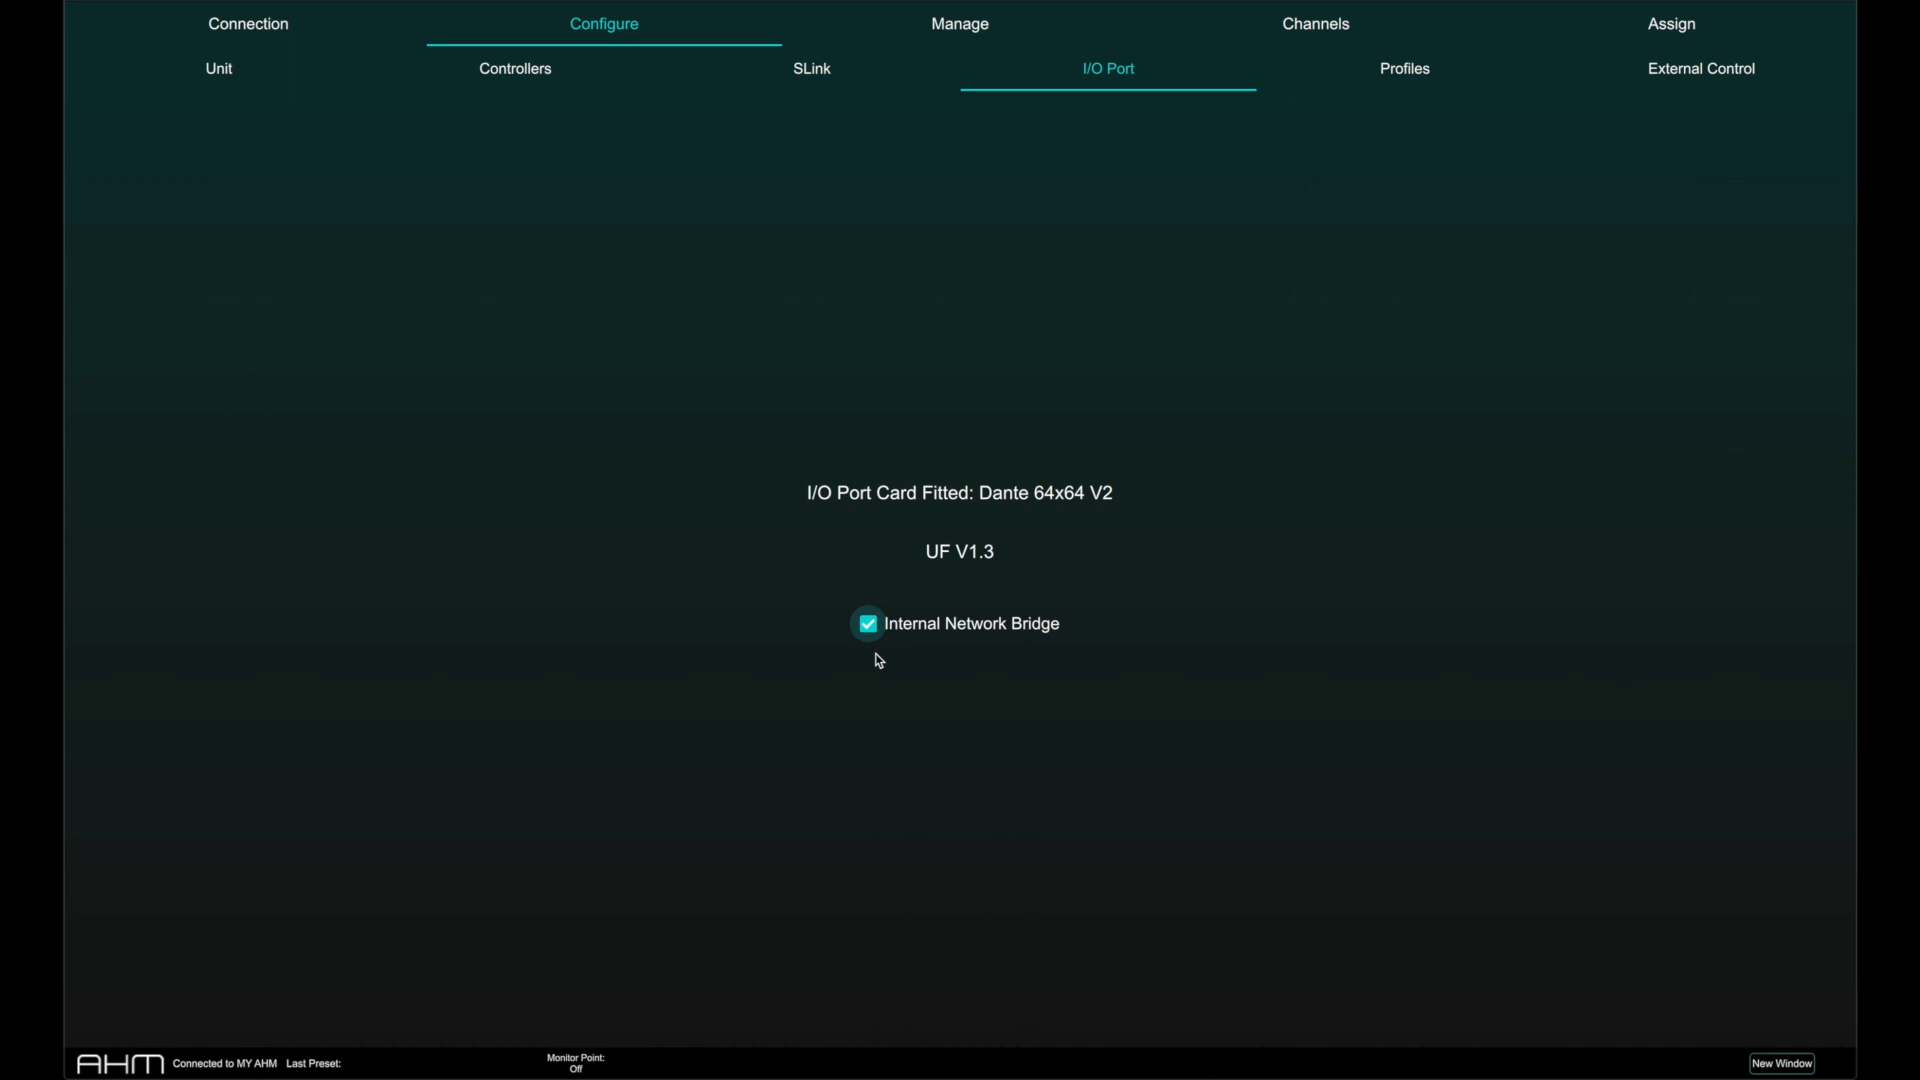 Connection Configure Manage Channels Assign
Unit Controllers SLink I/O Port Profiles External Control
I/O Port Card Fitted: Dante 64x64 V2
UF V1.3
Internal Network Bridge
AHM Connected to MY AHM Last Preset: Monitor Point: New Window
Off